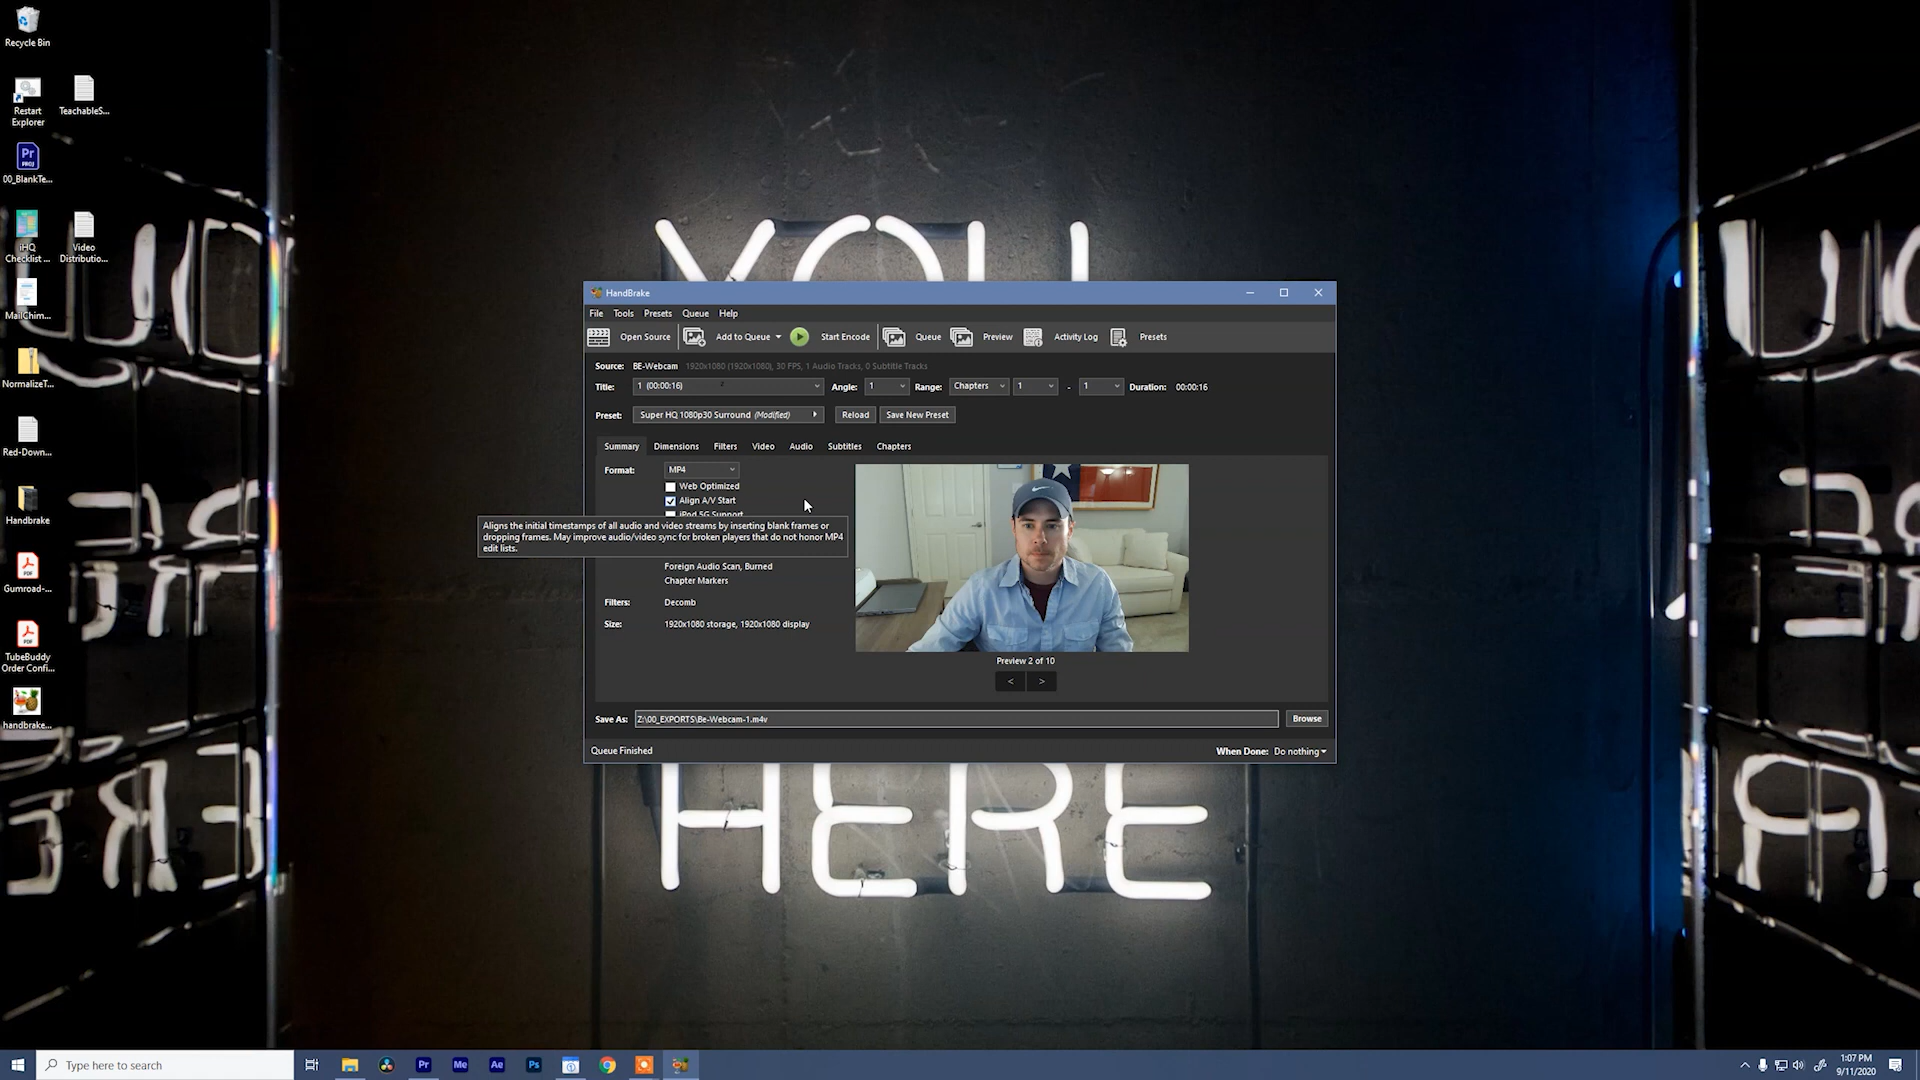 Recycle Bin
Restart
Explorer
TeachableS...
00_BlankTe...
iHQ
Checklist ...
Video
Distributio...
MailChim...
NormalizeT...
Red-Down...
Handbrake
Gumroad-...
TubeBuddy
Order Confi...
handbrake...
YOU
HERE
HandBrake
File Tools Presets Queue Help
Open Source Add to Queue Start Encode Queue Preview Activity Log Presets
Source: BE-Webcam 1920x1080 (1920x1080), 30 FPS, 1 Audio Tracks, 0 Subtitle Tracks
Title: 1 (00:00:16) Angle: 1 Range: Chapters 1 - 1 Duration: 00:00:16
Preset: Super HQ 1080p30 Surround (Modified) Reload Save New Preset
Summary Dimensions Filters Video Audio Subtitles Chapters
Format: MP4
Web Optimized
Align A/V Start
iPod 5G Support
Aligns the initial timestamps of all audio and video streams by inserting blank frames or
dropping frames. May improve audio/video sync for broken players that do not honor MP4
edit lists.
Foreign Audio Scan, Burned
Chapter Markers
Filters: Decomb
Size: 1920x1080 storage, 1920x1080 display
Preview 2 of 10
< >
Save As: Z:\00_EXPORTS\Be-Webcam-1.m4v Browse
Queue Finished When Done: Do nothing
Type here to search
Pr Me Ae Ps
1:07 PM
9/11/2020